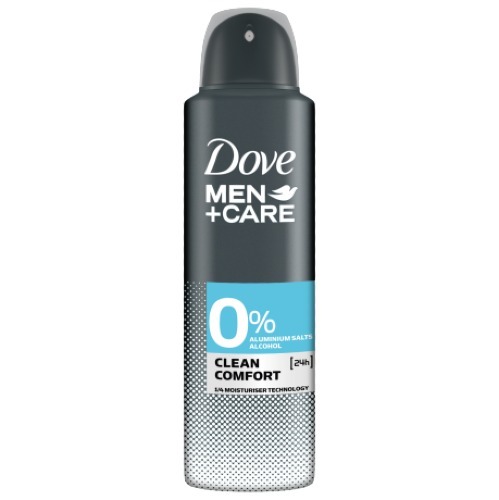 Dove
MEN
+CARE
0%
ALUMINIUM SALTS
ALCOHOL
CLEAN
COMFORT
[24h]
1/4 MOISTURISER TECHNOLOGY